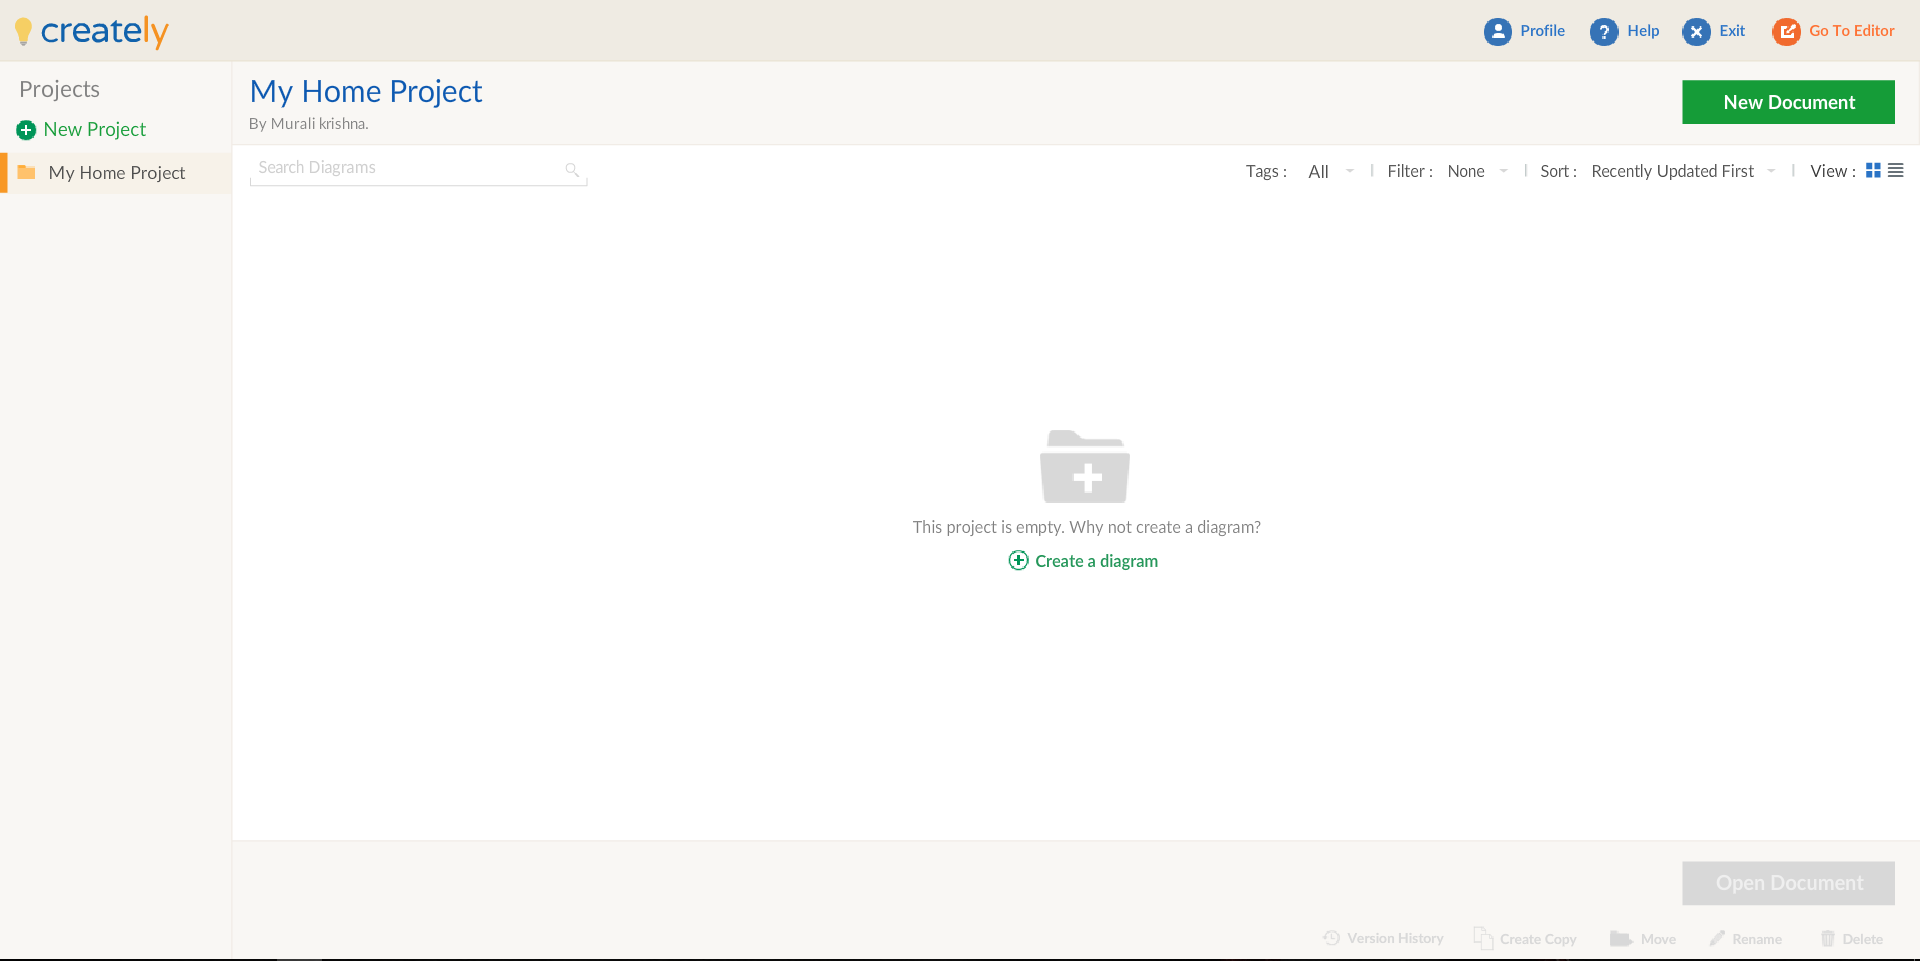 creately
Profile
Help
Exit
Go To Editor
Projects
New Project
My Home Project
My Home Project
By Murali krishna.
New Document
Search Diagrams
Tags : All
Filter : None
Sort : Recently Updated First
View :
This project is empty. Why not create a diagram?
Create a diagram
Open Document
Version History
Create Copy
Move
Rename
Delete